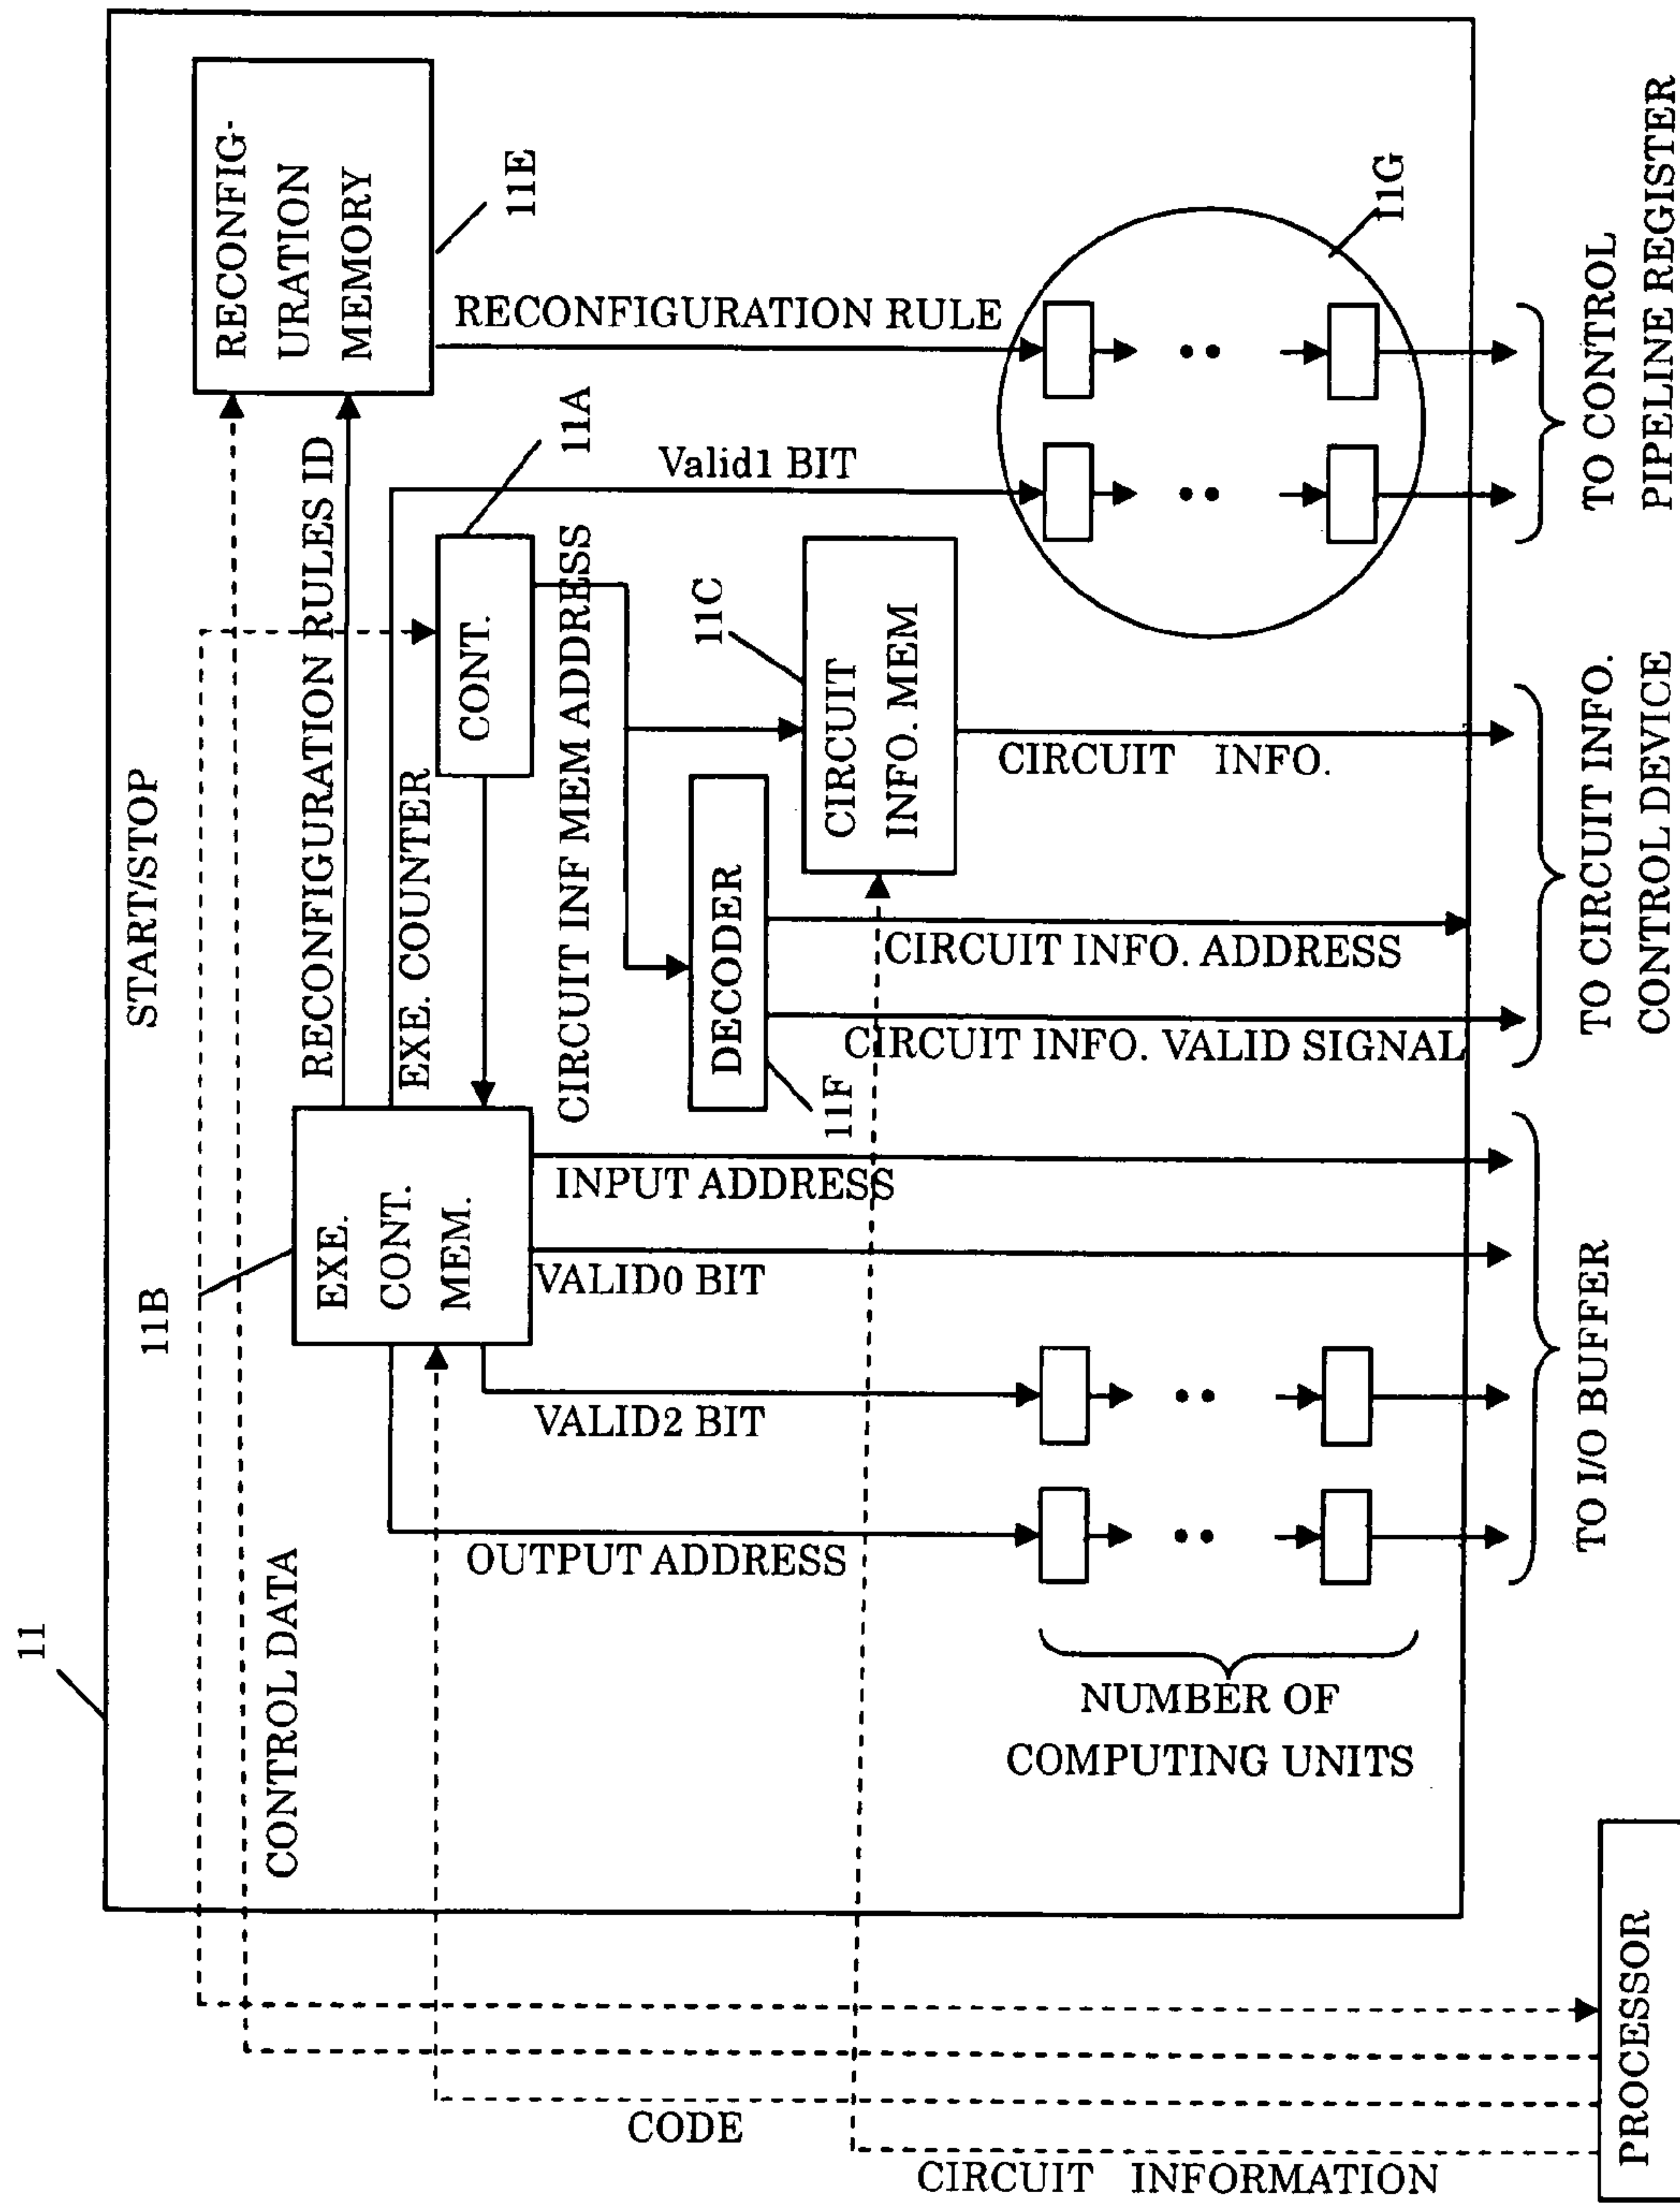 11
START/STOP
CONTROL DATA
11B
RECONFIGURATION RULES ID
RECONFIG-
URATION
MEMORY
11E
EXE. COUNTER
EXE.
CONT.
MEM.
CONT.
11A
CIRCUIT INF MEM ADDRESS
Valid1 BIT
RECONFIGURATION RULE
OUTPUT ADDRESS
VALID2 BIT
VALID0 BIT
INPUT ADDRESS
DECODER
11F
CIRCUIT
INFO. MEM
11C
CIRCUIT INFO. VALID SIGNAL
CIRCUIT INFO. ADDRESS
CIRCUIT INFO.
11G
NUMBER OF
COMPUTING UNITS
CODE
CIRCUIT INFORMATION
PROCESSOR
TO I/O BUFFER
TO CIRCUIT INFO.
CONTROL DEVICE
TO CONTROL
PIPELINE REGISTER